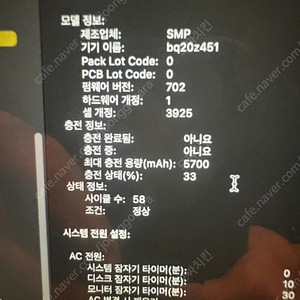 모델 정보:
제조업체: SMP
기기 이름: bq20z451
Pack Lot Code: 0
PCB Lot Code: 0
펌웨어 버전: 702
하드웨어 개정: 1
셀 개정: 3925
충전 정보:
충전 완료됨: 아니요
충전 중: 아니요
최대 충전 용량(mAh): 5700
충전 상태(%): 33
상태 정보:
사이클 수: 58
조건: 정상
시스템 전원 설정:
AC 전원:
시스템 잠자기 타이머(분): 0
디스크 잠자기 타이머(분): 10
모니터 잠자기 타이머(분): 30